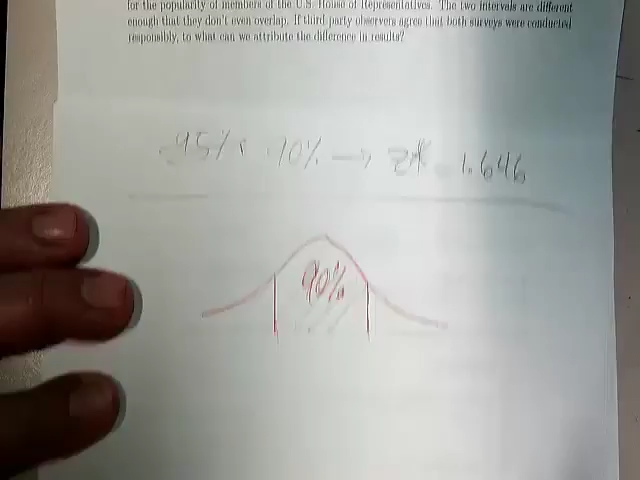 for the popularity of members of the U.S. House of Representatives. The two intervals are different
enough that they don't even overlap. If third party observers agree that both surveys were conducted
responsibly, to what can we attribute the difference in results?
95% 90% → z* 1.646
90%